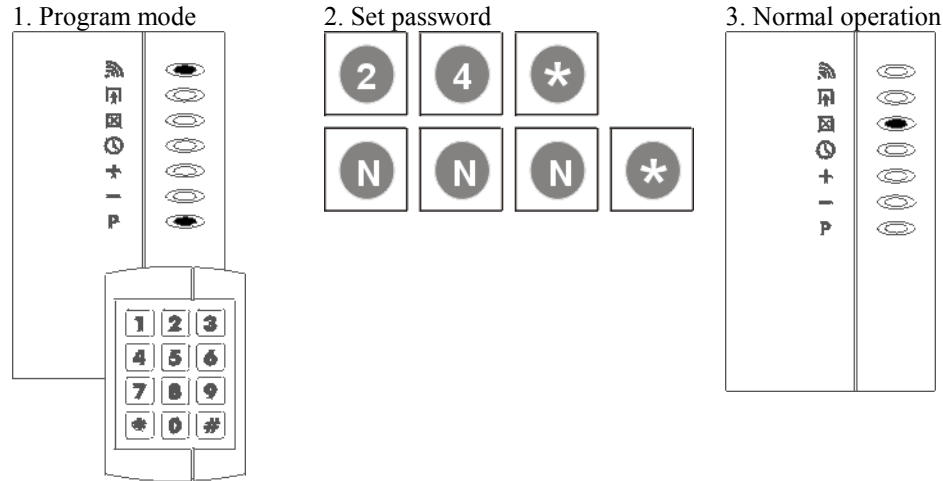 1. Program mode
2. Set password
3. Normal operation
2 4 *
N N N *
P
P
1 2 3
4 5 6
7 8 9
* 0 #